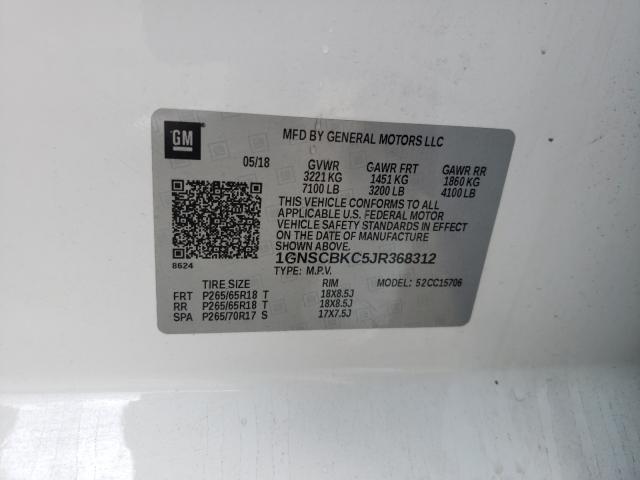 GM
MFD BY GENERAL MOTORS LLC
05/18 GVWR GAWR FRT GAWR RR
3221 KG 1451 KG 1860 KG
7100 LB 3200 LB 4100 LB
THIS VEHICLE CONFORMS TO ALL
APPLICABLE U.S. FEDERAL MOTOR
VEHICLE SAFETY STANDARDS IN
EFFECT ON THE DATE OF MANUFACTURE
SHOWN ABOVE.
8624 1GNSCBKC5JR368312
TYPE: M.P.V. MODEL: 52CC15706
TIRE SIZE RIM
FRT P265/65R18 T 18X8.5J
RR P265/65R18 T 18X8.5J
SPA P265/70R17 S 17X7.5J